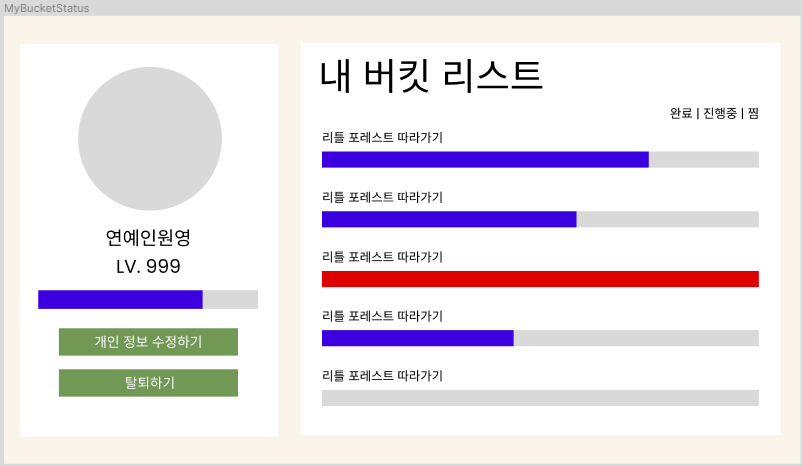 MyBucketStatus
연예인원영
LV. 999
개인 정보 수정하기
탈퇴하기
내 버킷 리스트
완료 | 진행중 | 찜
리틀 포레스트 따라가기
리틀 포레스트 따라가기
리틀 포레스트 따라가기
리틀 포레스트 따라가기
리틀 포레스트 따라가기